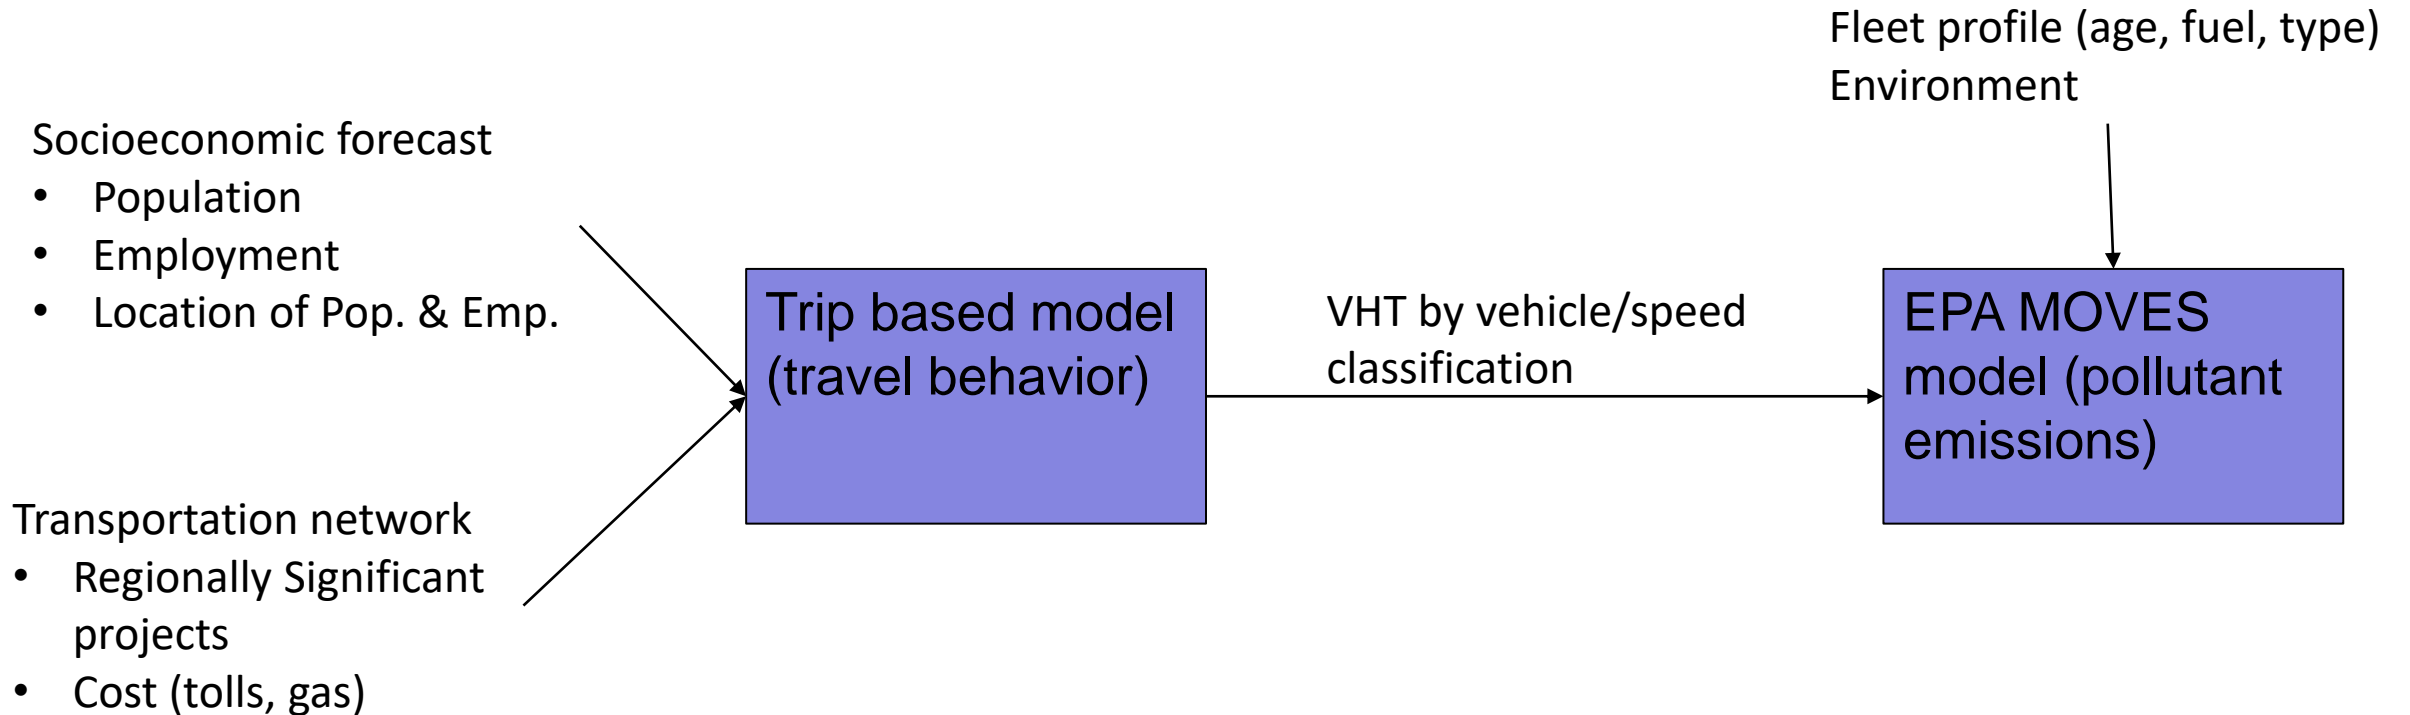 Fleet profile (age, fuel, type)
Environment
Socioeconomic forecast
• Population
• Employment
• Location of Pop. & Emp.
Trip based model
(travel behavior)
VHT by vehicle/speed
classification
EPA MOVES
model (pollutant
emissions)
Transportation network
• Regionally Significant
projects
• Cost (tolls, gas)